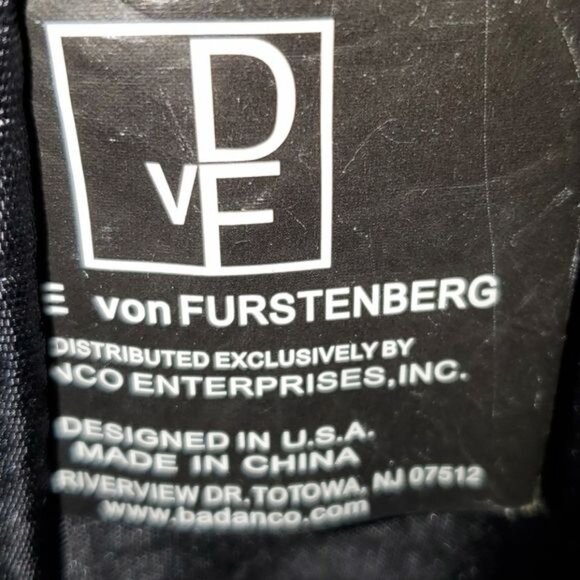 DvF
E von FURSTENBERG
DISTRIBUTED EXCLUSIVELY BY
NCO ENTERPRISES, INC.
DESIGNED IN U.S.A.
MADE IN CHINA
RIVERVIEW DR. TOTOWA, NJ 07512
www.badanco.com